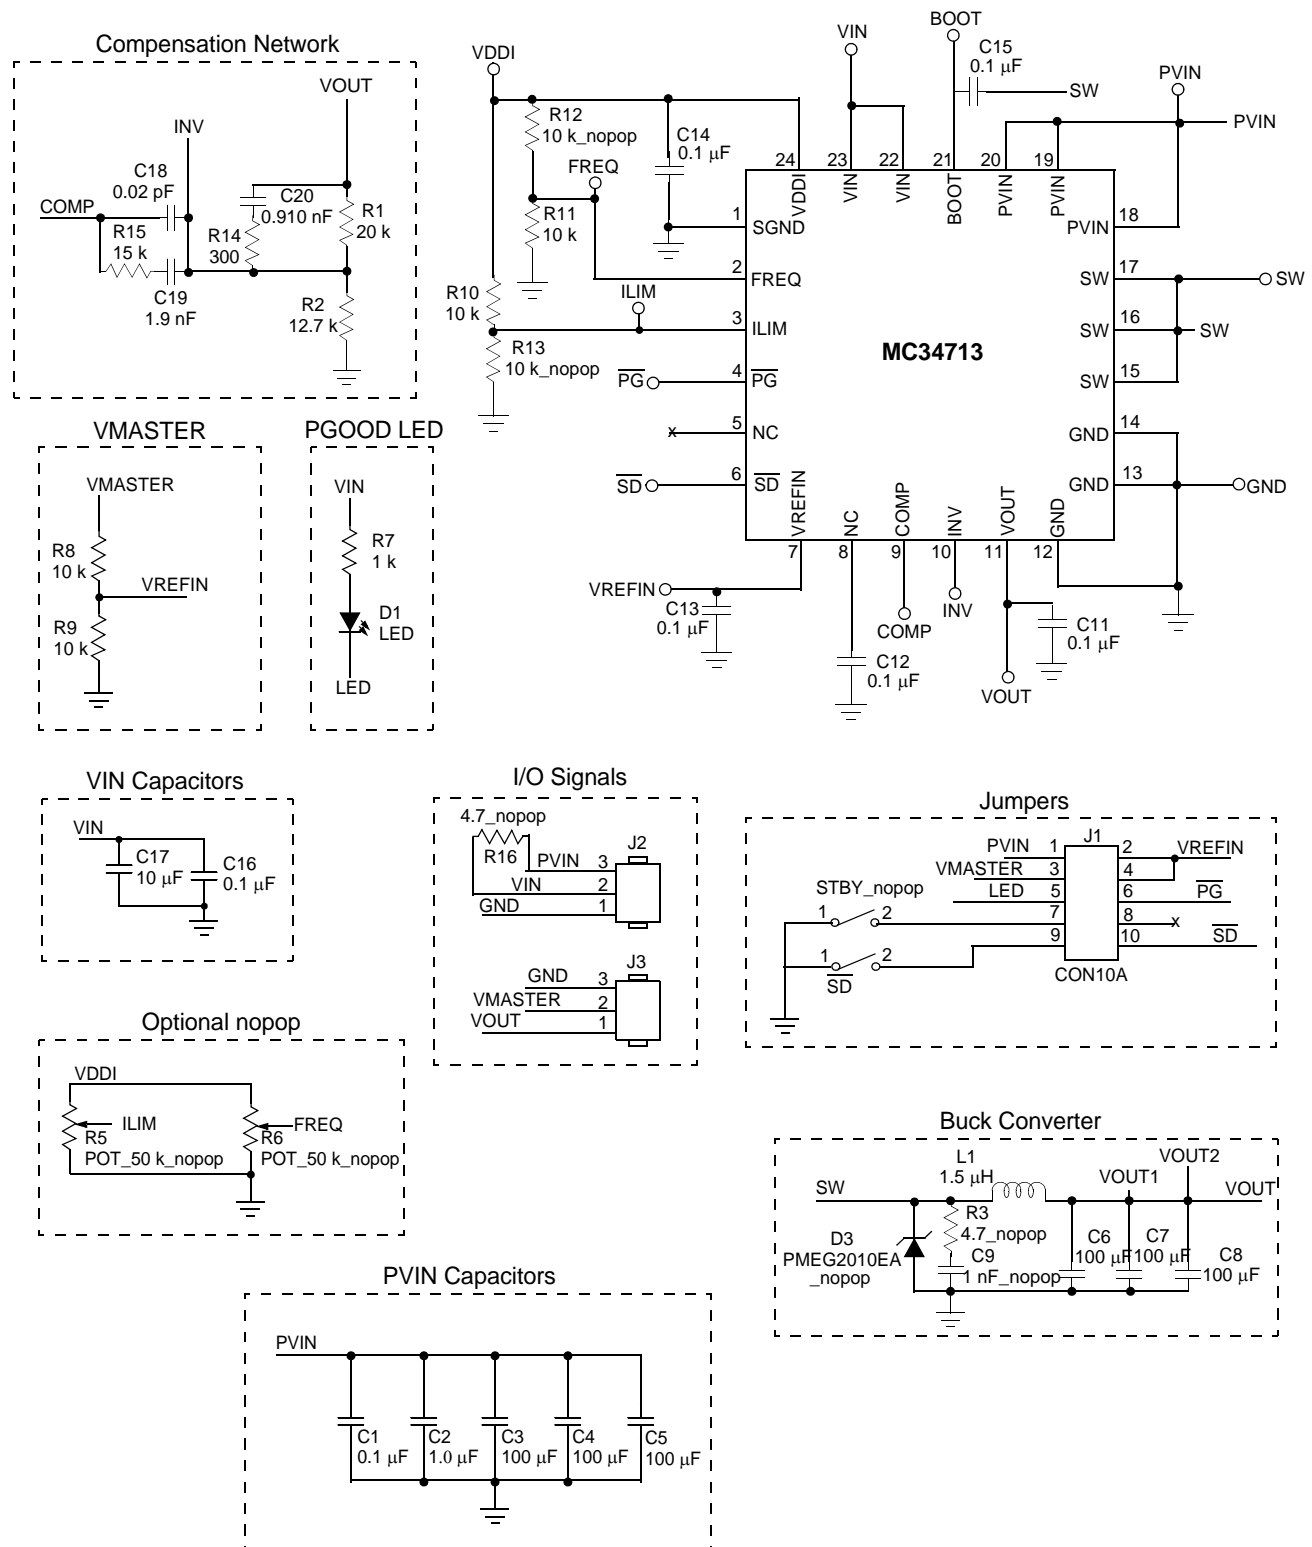 Compensation Network
VOUT
INV
C18
0.02 pF
C20
0.910 nF
COMP
R15
15 k
R14
300
R1
20 k
C19
1.9 nF
R2
12.7 k
VDDI
VIN
BOOT
C15
0.1 μF
SW
PVIN
PVIN
R12
10 k_nopop
FREQ
C14
0.1 μF
R11
10 k
R10
10 k
ILIM
R13
10 k_nopop
24 23 22 21 20 19
VDDI VIN VIN BOOT PVIN PVIN
1 SGND
2 FREQ
3 ILIM
PG 4 PG
5 NC
x
SD 6 SD
MC34713
PVIN 18
SW 17 SW
SW 16 SW
SW 15
GND 14
GND 13 GND
VREFIN NC COMP INV VOUT GND
7 8 9 10 11 12
VREFIN
C13
0.1 μF
C12
0.1 μF
COMP
INV
VOUT
C11
0.1 μF
VMASTER
VMASTER
R8
10 k
VREFIN
R9
10 k
PGOOD LED
VIN
R7
1 k
D1
LED
LED
VIN Capacitors
VIN
C17
10 μF
C16
0.1 μF
I/O Signals
4.7_nopop
R16
J2
PVIN 3
VIN 2
GND 1
J3
GND 3
VMASTER 2
VOUT 1
Jumpers
J1
PVIN 1 2 VREFIN
VMASTER 3 4
LED 5 6 PG
7 8 x
9 10 SD
CON10A
STBY_nopop
1 2
1 2
SD
Optional nopop
VDDI
ILIM
R5
POT_50 k_nopop
FREQ
R6
POT_50 k_nopop
Buck Converter
L1
1.5 μH
SW
VOUT1
VOUT2
VOUT
D3
PMEG2010EA
_nopop
R3
4.7_nopop
C9
1 nF_nopop
C6
100 μF
C7
100 μF
C8
100 μF
PVIN Capacitors
PVIN
C1
0.1 μF
C2
1.0 μF
C3
100 μF
C4
100 μF
C5
100 μF